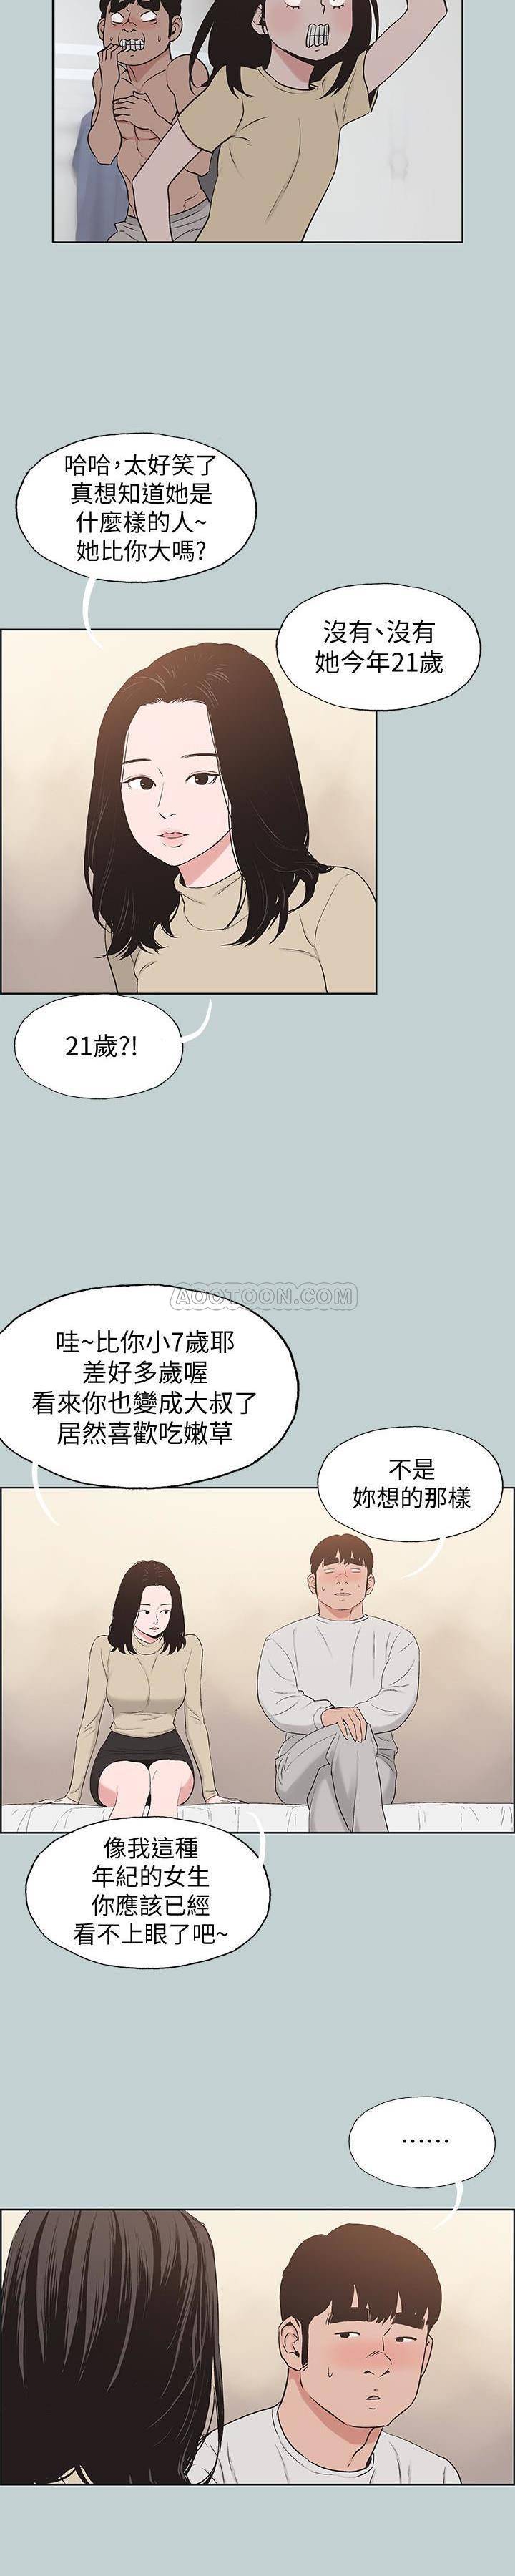 哈哈，太好笑了
真想知道她是
什麼樣的人~
她比你大嗎?
沒有、沒有
她今年21歲
21歲?!
AOOTOON.COM
哇~比你小7歲耶
差好多歲喔
看來你也變成大叔了
居然喜歡吃嫩草
不是
妳想的那樣
像我這種
年紀的女生
你應該已經
看不上眼了吧~
……